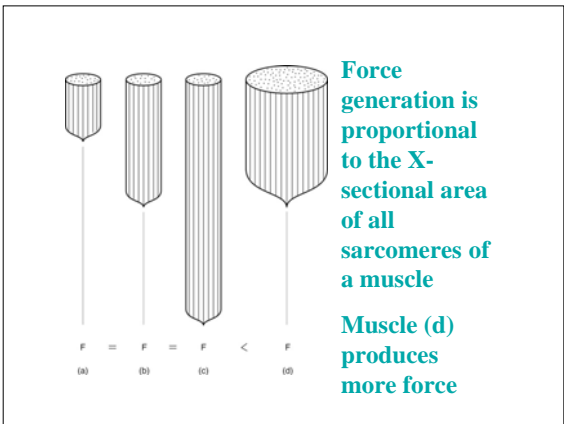 Force
generation is
proportional
to the X-
sectional area
of all
sarcomeres of
a muscle
Muscle (d)
produces
more force
F = F = F < F
(a) (b) (c) (d)